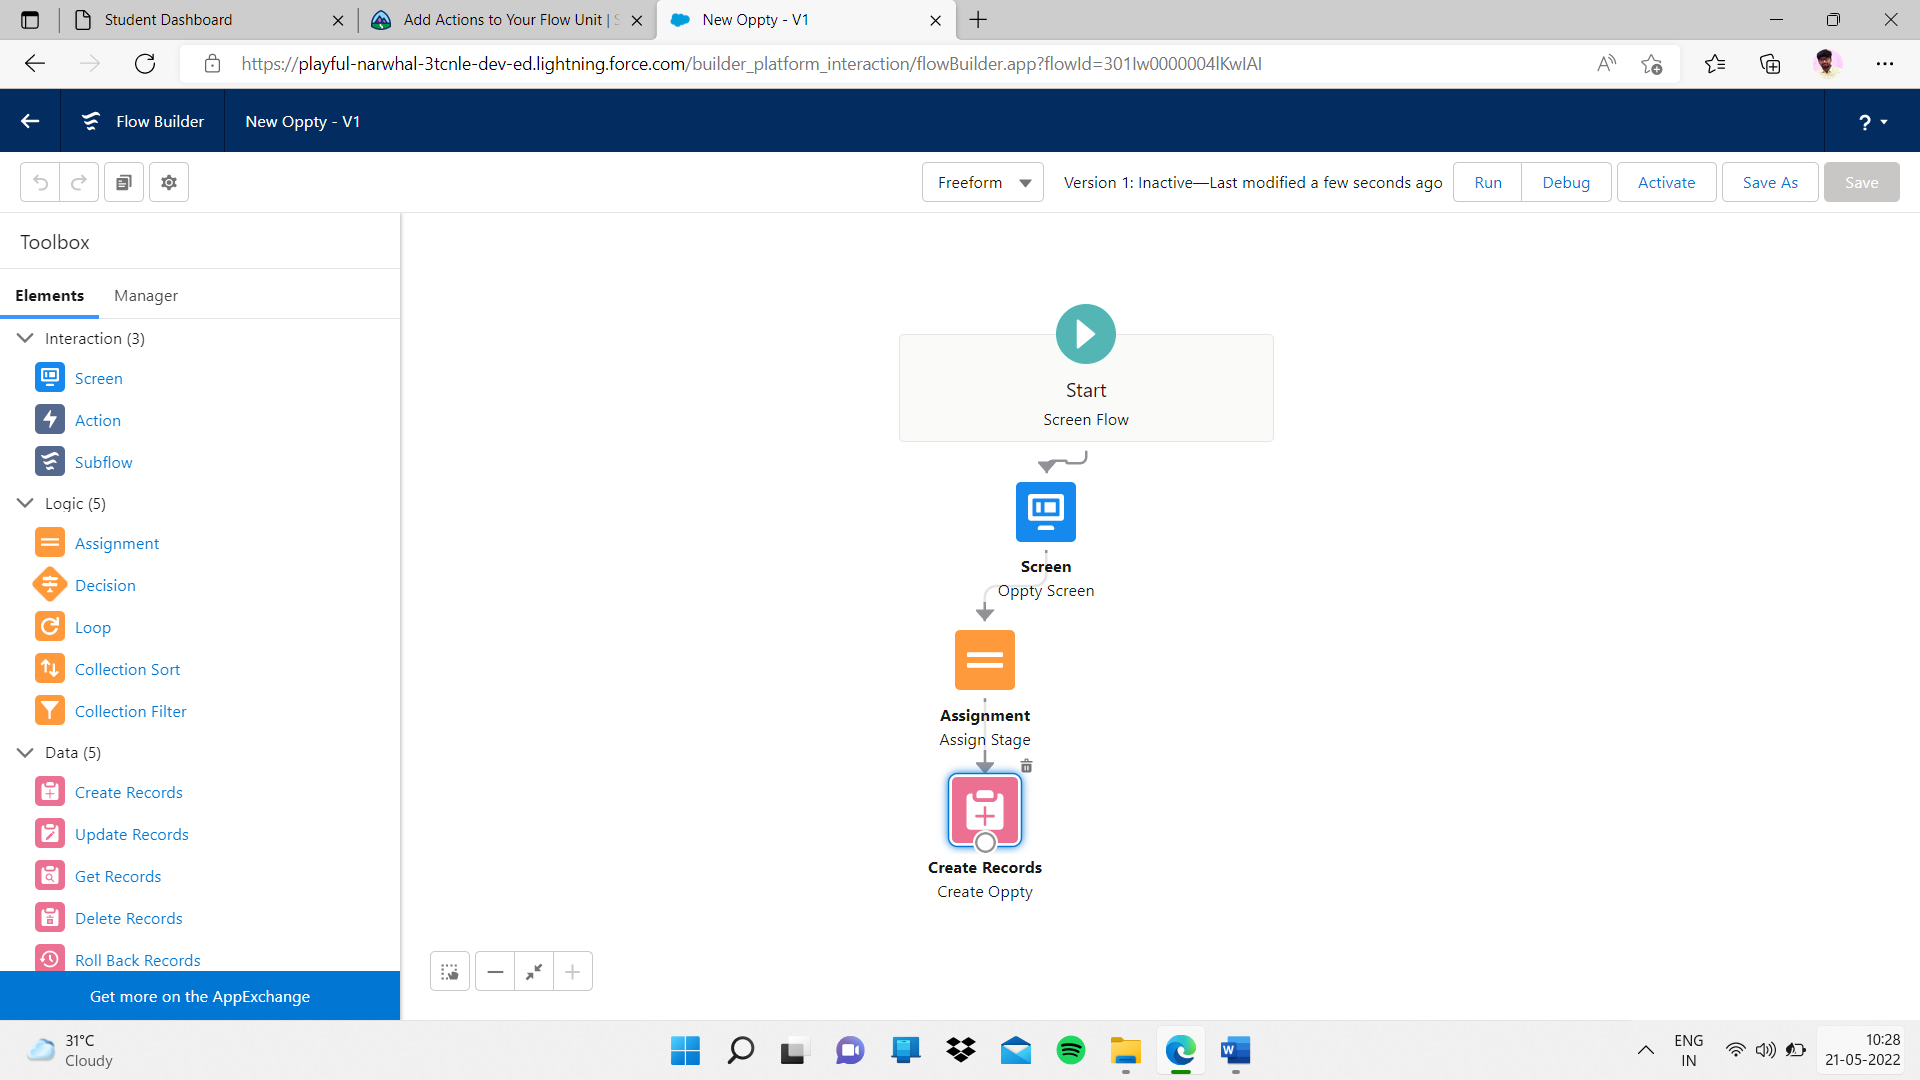 Student Dashboard
Add Actions to Your Flow Unit | S
New Oppty - V1
https://playful-narwhal-3tcnle-dev-ed.lightning.force.com/builder_platform_interaction/flowBuilder.app?flowId=301Iw0000004lKwIAI
Flow Builder
New Oppty - V1
?
Freeform
Version 1: Inactive—Last modified a few seconds ago
Run
Debug
Activate
Save As
Save
Toolbox
Elements
Manager
Interaction (3)
Screen
Action
Subflow
Logic (5)
Assignment
Decision
Loop
Collection Sort
Collection Filter
Data (5)
Create Records
Update Records
Get Records
Delete Records
Roll Back Records
Get more on the AppExchange
Start
Screen Flow
Screen
Oppty Screen
Assignment
Assign Stage
Create Records
Create Oppty
31°C
Cloudy
ENG
IN
10:28
21-05-2022